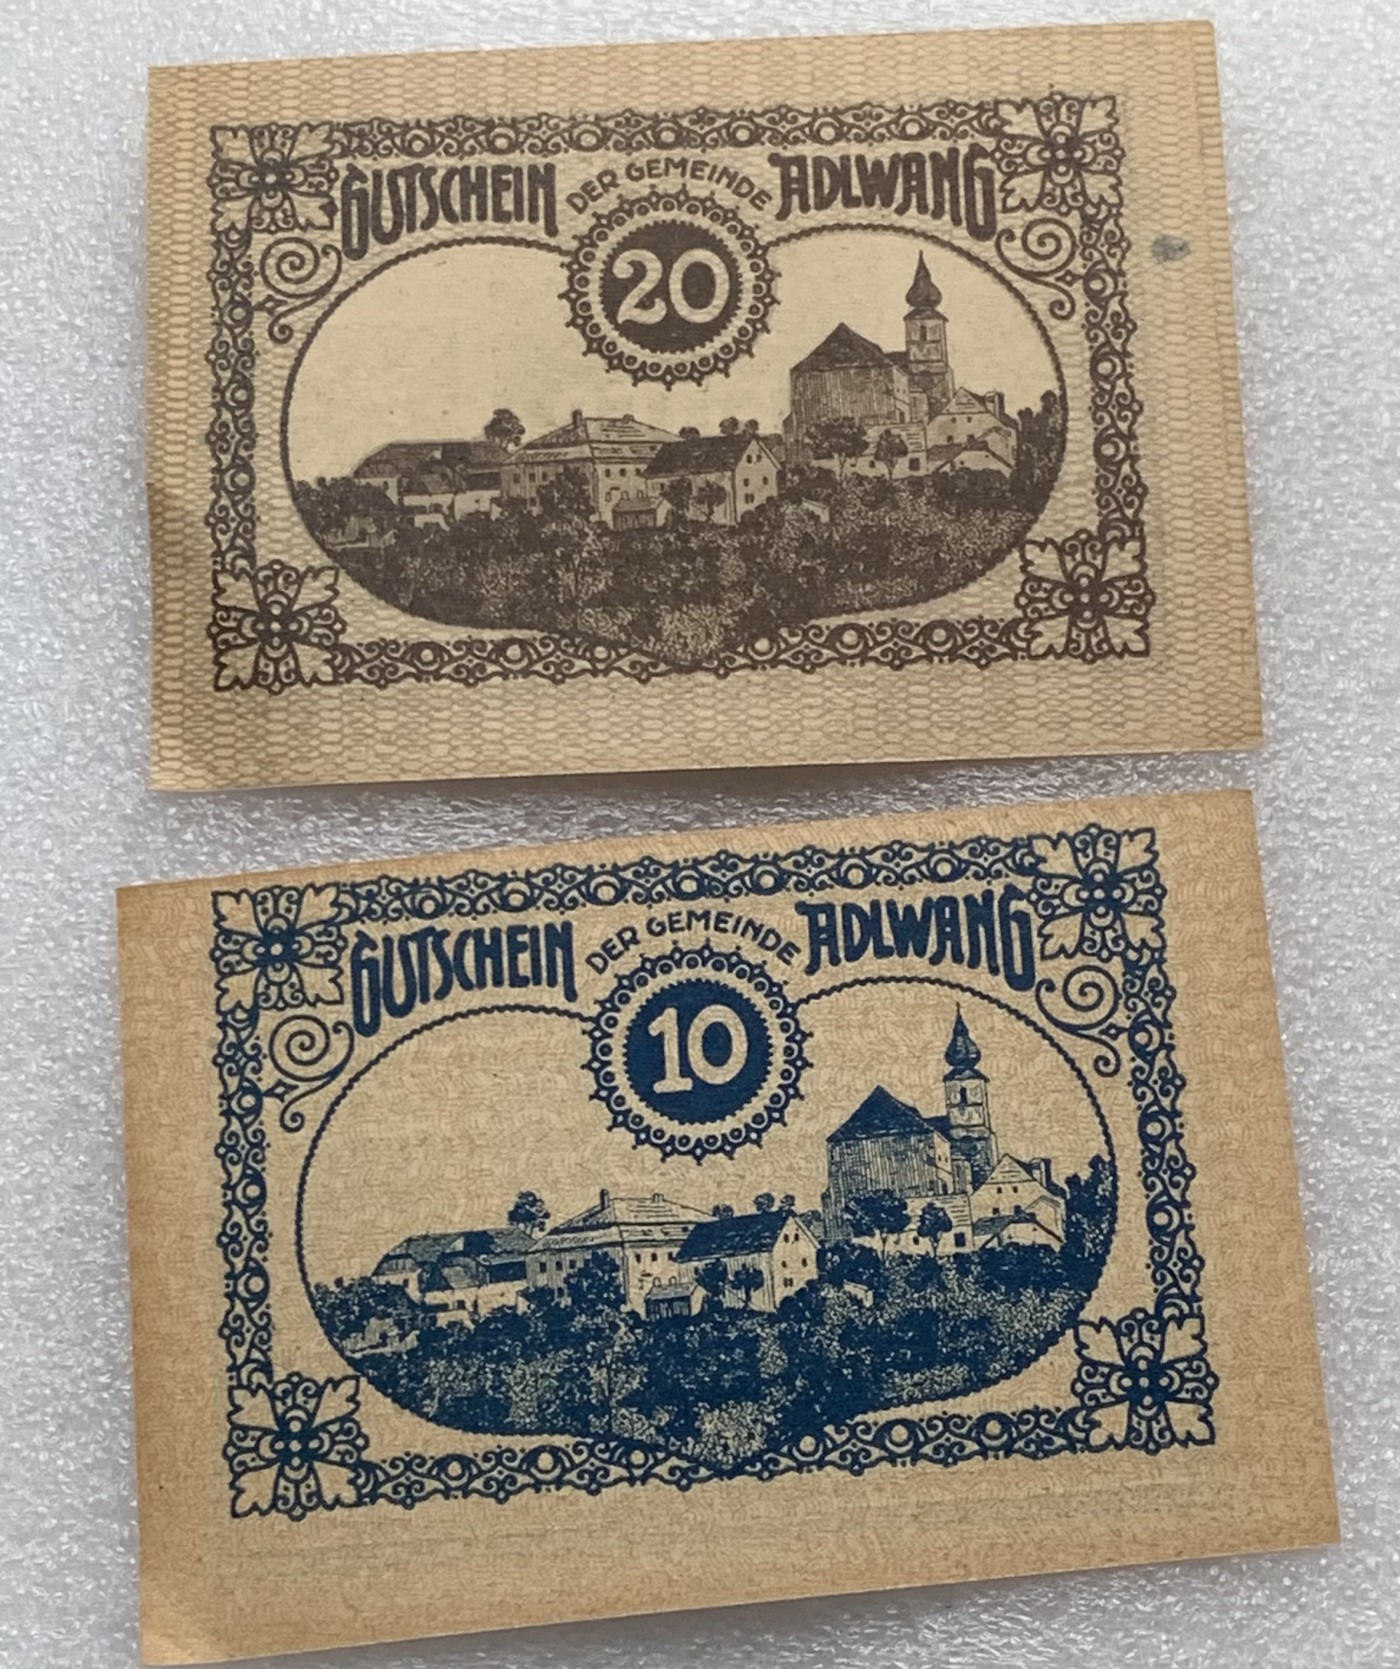 GUTSCHEIN DER GEMEINDE ADLWANG
20
GUTSCHEIN DER GEMEINDE ADLWANG
10